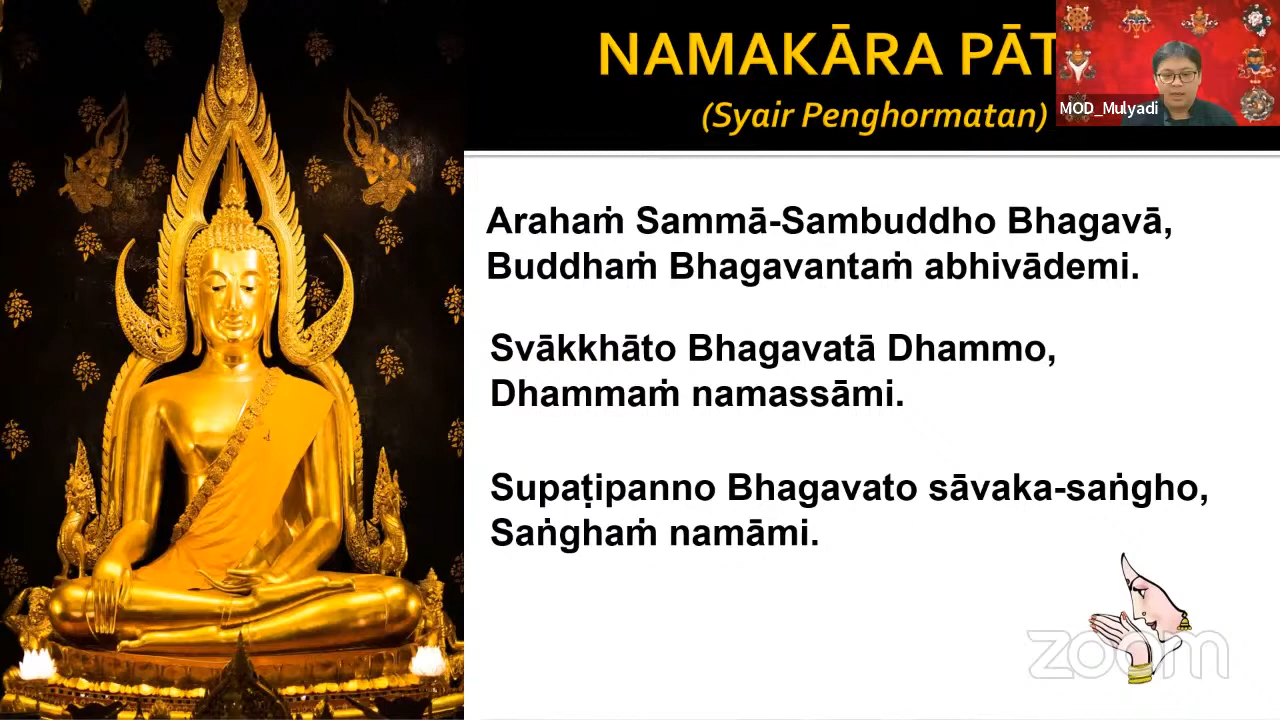 NAMAKĀRA PĀT
(Syair Penghormatan)
MOD_Mulyadi
Arahaṁ Sammā-Sambuddho Bhagavā,
Buddhaṁ Bhagavantaṁ abhivādemi.
Svākkhāto Bhagavatā Dhammo,
Dhammaṁ namassāmi.
Supaṭipanno Bhagavato sāvaka-saṅgho,
Saṅghaṁ namāmi.
zoom